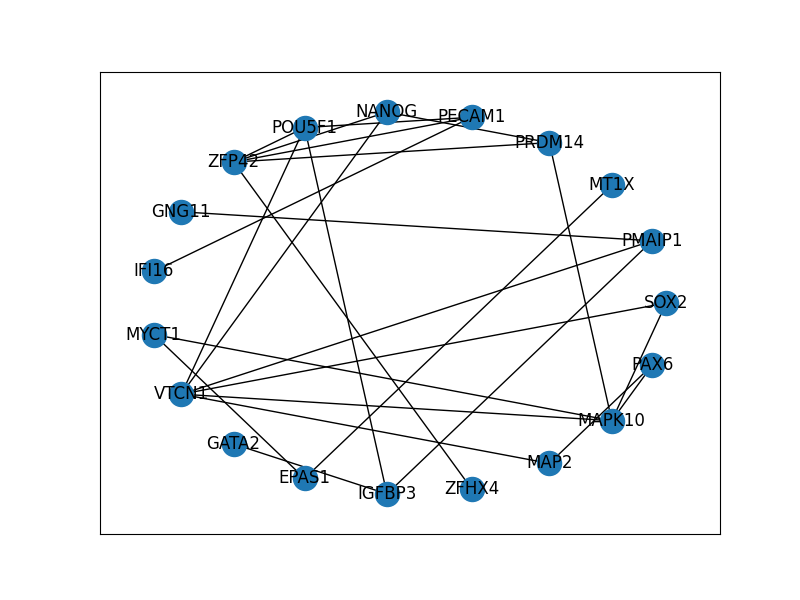 NANOG
PECAM1
POU5F1
PRDM14
ZFP42
MT1X
GNG11
PMAIP1
IFI16
SOX2
MYCT1
PAX6
VTCN1
MAPK10
GATA2
MAP2
EPAS1
ZFHX4
IGFBP3